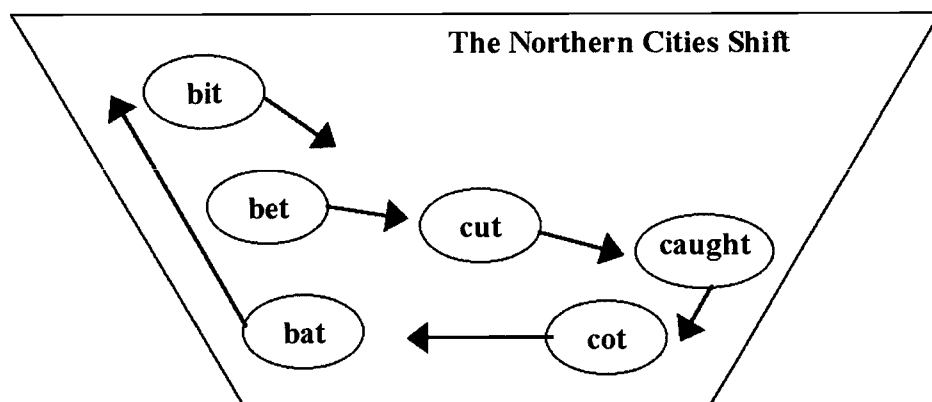 The Northern Cities Shift
bit
bet
cut
caught
bat
cot